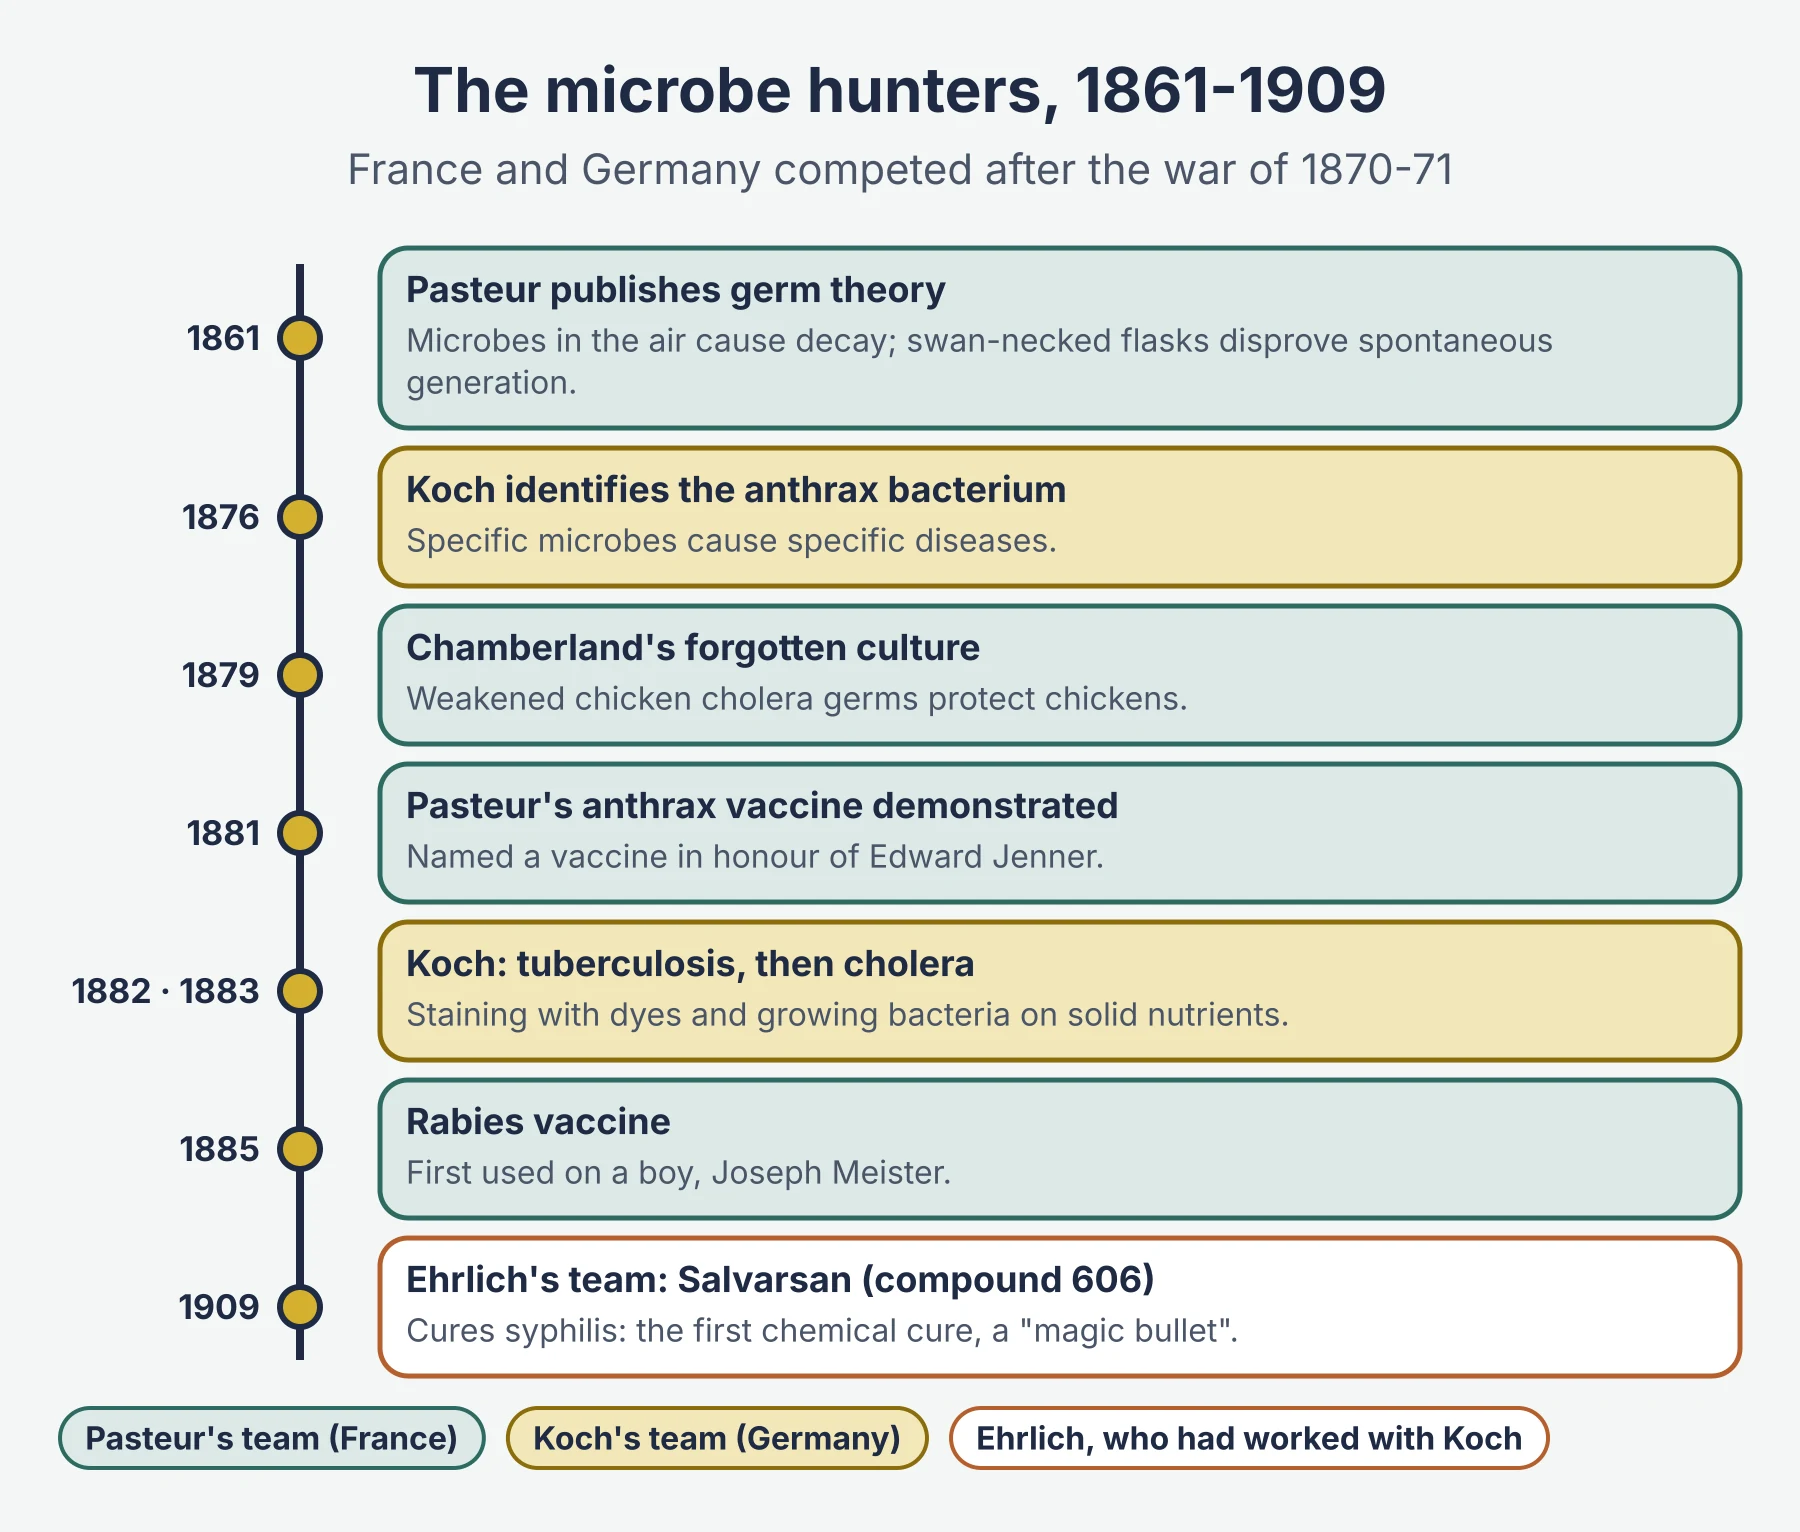 The microbe hunters, 1861-1909
France and Germany competed after the war of 1870-71
1861
Pasteur publishes germ theory
Microbes in the air cause decay; swan-necked flasks disprove spontaneous
generation.
1876
Koch identifies the anthrax bacterium
Specific microbes cause specific diseases.
1879
Chamberland's forgotten culture
Weakened chicken cholera germs protect chickens.
1881
Pasteur's anthrax vaccine demonstrated
Named a vaccine in honour of Edward Jenner.
1882 · 1883
Koch: tuberculosis, then cholera
Staining with dyes and growing bacteria on solid nutrients.
1885
Rabies vaccine
First used on a boy, Joseph Meister.
1909
Ehrlich's team: Salvarsan (compound 606)
Cures syphilis: the first chemical cure, a "magic bullet".
Pasteur's team (France)
Koch's team (Germany)
Ehrlich, who had worked with Koch